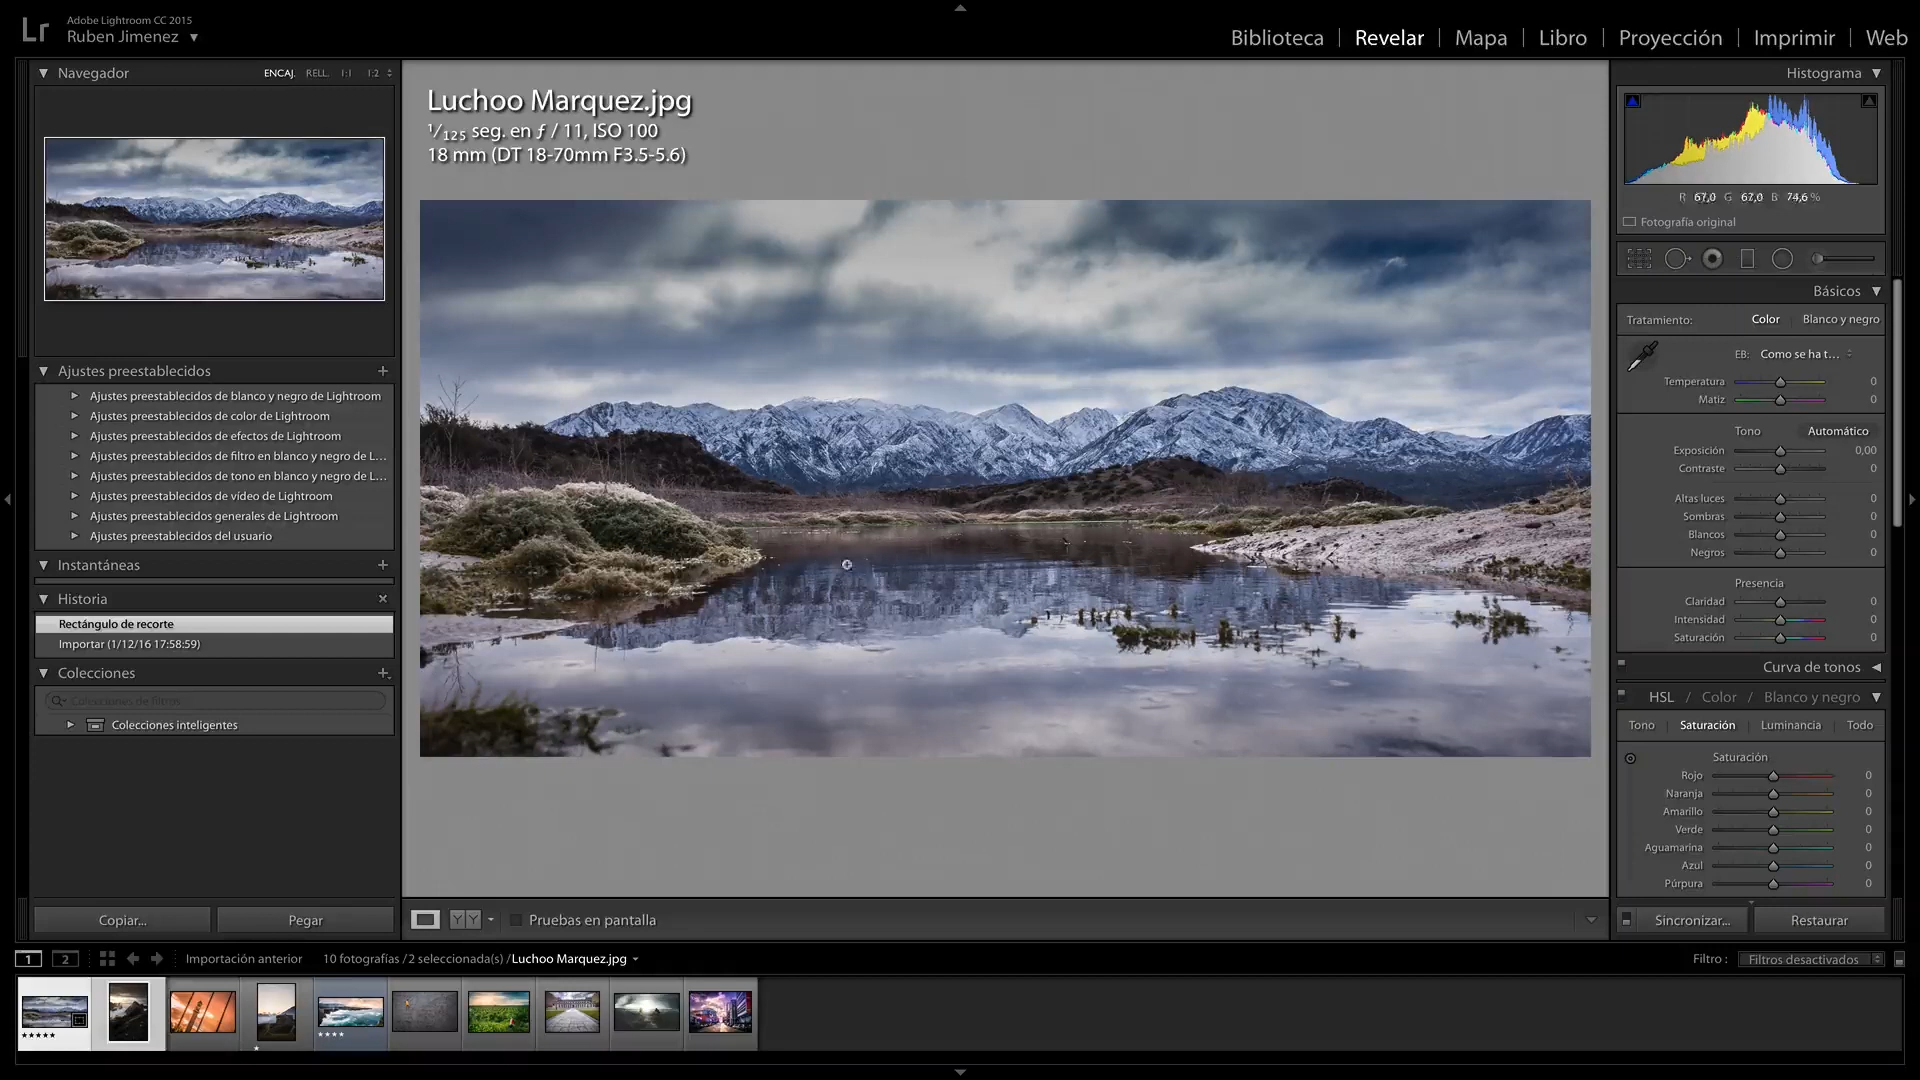 Lr
Adobe Lightroom CC 2015
Ruben Jimenez
Biblioteca | Revelar | Mapa | Libro | Proyección | Imprimir | Web
Navegador
ENCAJ. RELL. 1:1 1:2
Ajustes preestablecidos
Ajustes preestablecidos de blanco y negro de Lightroom
Ajustes preestablecidos de color de Lightroom
Ajustes preestablecidos de efectos de Lightroom
Ajustes preestablecidos de filtro en blanco y negro de L...
Ajustes preestablecidos de tono en blanco y negro de L...
Ajustes preestablecidos de vídeo de Lightroom
Ajustes preestablecidos generales de Lightroom
Ajustes preestablecidos del usuario
Instantáneas
Historia
Rectángulo de recorte
Importar (1/12/16 17:58:59)
Colecciones
Colecciones de filtros
Colecciones inteligentes
Copiar...
Pegar
Luchoo Marquez.jpg
1/125 seg. en ƒ / 11, ISO 100
18 mm (DT 18-70mm F3.5-5.6)
YY
Pruebas en pantalla
Histograma
R 67,0 G 67,0 B 74,6 %
Fotografía original
Básicos
Tratamiento: Color Blanco y negro
EB: Como se ha t...
Temperatura 0
Matiz 0
Tono Automático
Exposición 0,00
Contraste 0
Altas luces 0
Sombras 0
Blancos 0
Negros 0
Presencia
Claridad 0
Intensidad 0
Saturación 0
Curva de tonos
HSL / Color / Blanco y negro
Tono Saturación Luminancia Todo
Saturación
Rojo 0
Naranja 0
Amarillo 0
Verde 0
Aguamarina 0
Azul 0
Púrpura 0
Sincronizar...
Restaurar
1 2 Importación anterior 10 fotografías /2 seleccionada(s) /Luchoo Marquez.jpg
Filtro : Filtros desactivados